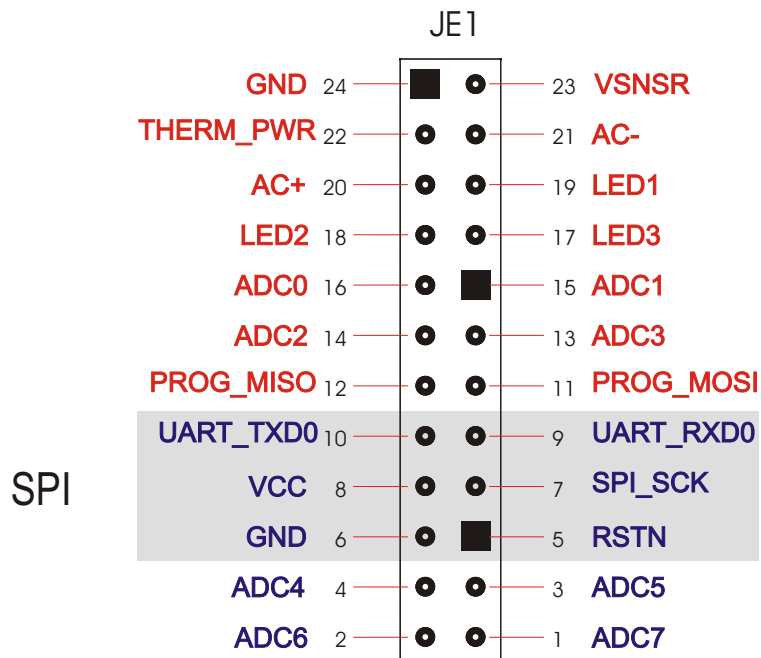 JE1
GND 24 23 VSNSR
THERM_PWR 22 21 AC-
AC+ 20 19 LED1
LED2 18 17 LED3
ADC0 16 15 ADC1
ADC2 14 13 ADC3
PROG_MISO 12 11 PROG_MOSI
UART_TXD0 10 9 UART_RXD0
SPI VCC 8 7 SPI_SCK
GND 6 5 RSTN
ADC4 4 3 ADC5
ADC6 2 1 ADC7